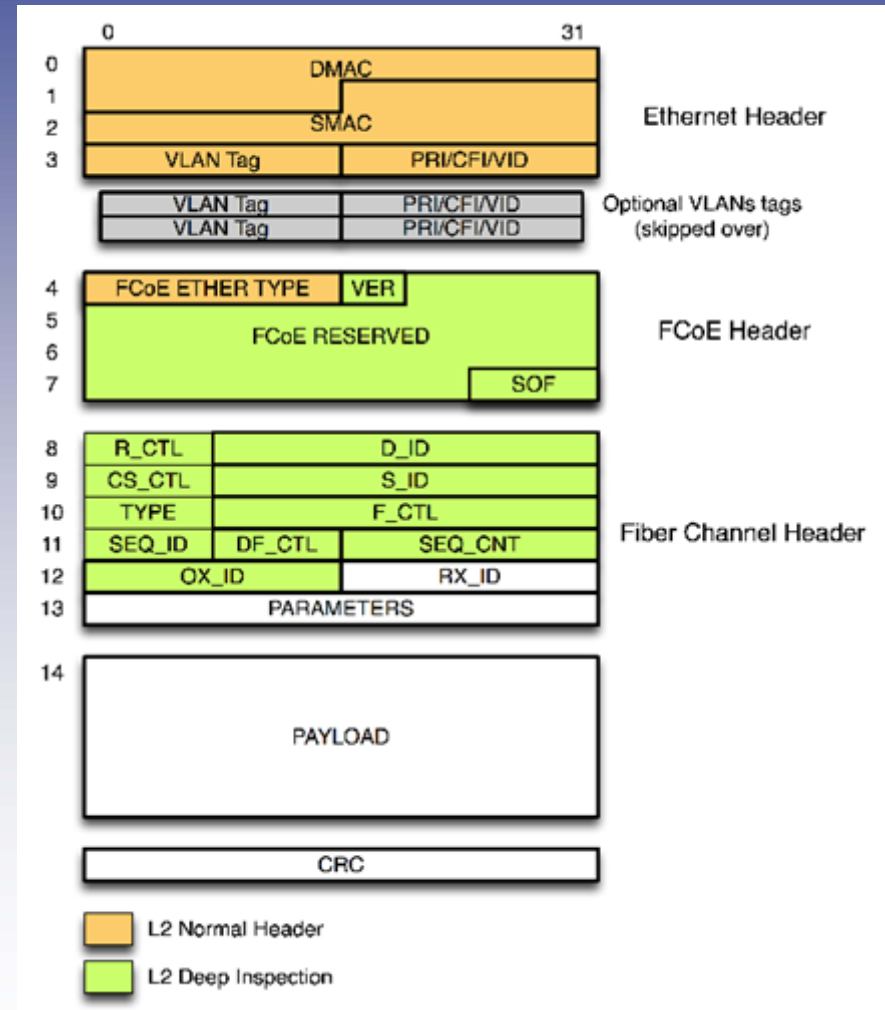 0 31
0 DMAC
1
2 SMAC
3 VLAN Tag PRI/CFI/VID
Ethernet Header
VLAN Tag PRI/CFI/VID
VLAN Tag PRI/CFI/VID
Optional VLANs tags
(skipped over)
4 FCoE ETHER TYPE VER
5
FCoE RESERVED
6
7 SOF
FCoE Header
8 R_CTL D_ID
9 CS_CTL S_ID
10 TYPE F_CTL
11 SEQ_ID DF_CTL SEQ_CNT
12 OX_ID RX_ID
13 PARAMETERS
Fiber Channel Header
14
PAYLOAD
CRC
L2 Normal Header
L2 Deep Inspection